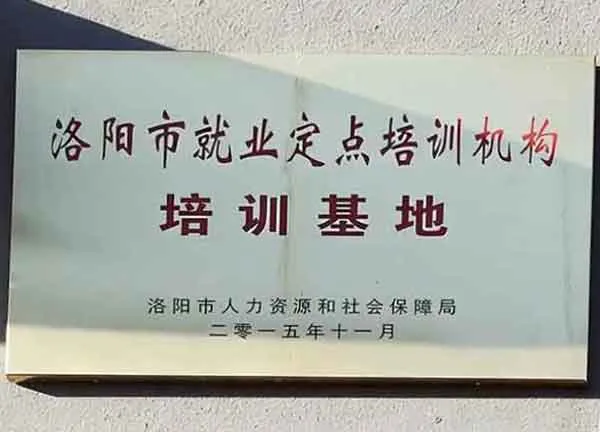 洛阳市就业定点培训机构
培训基地
洛阳市人力资源和社会保障局
二零一五年十一月